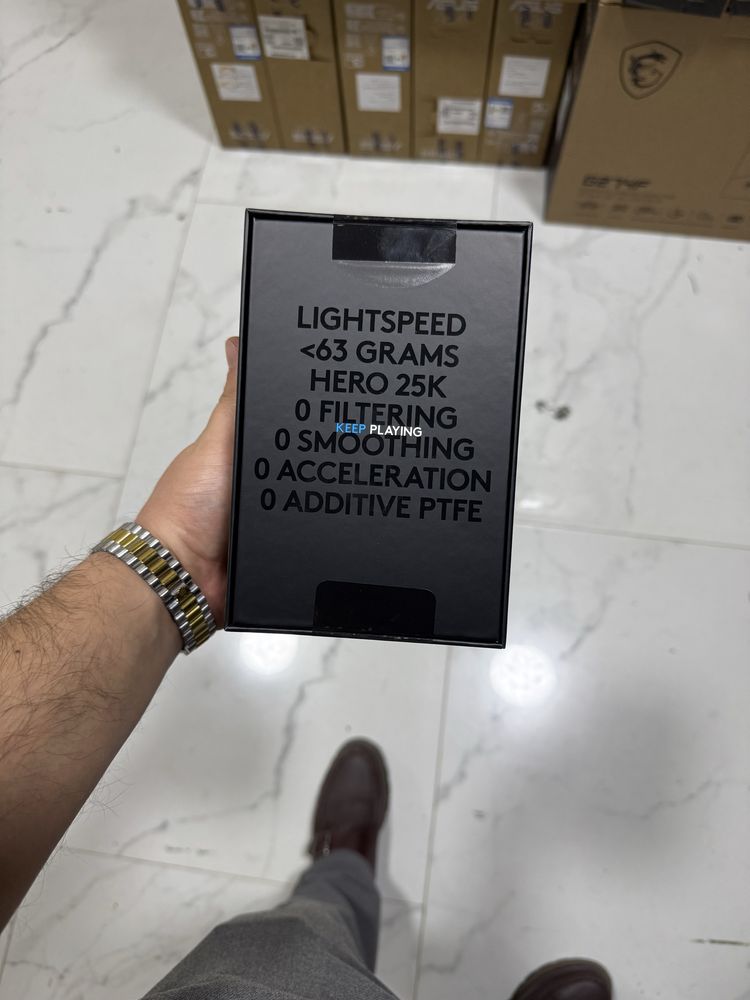 LIGHTSPEED
<63 GRAMS
HERO 25K
0 FILTERING
KEEP PLAYING
0 SMOOTHING
0 ACCELERATION
0 ADDITIVE PTFE